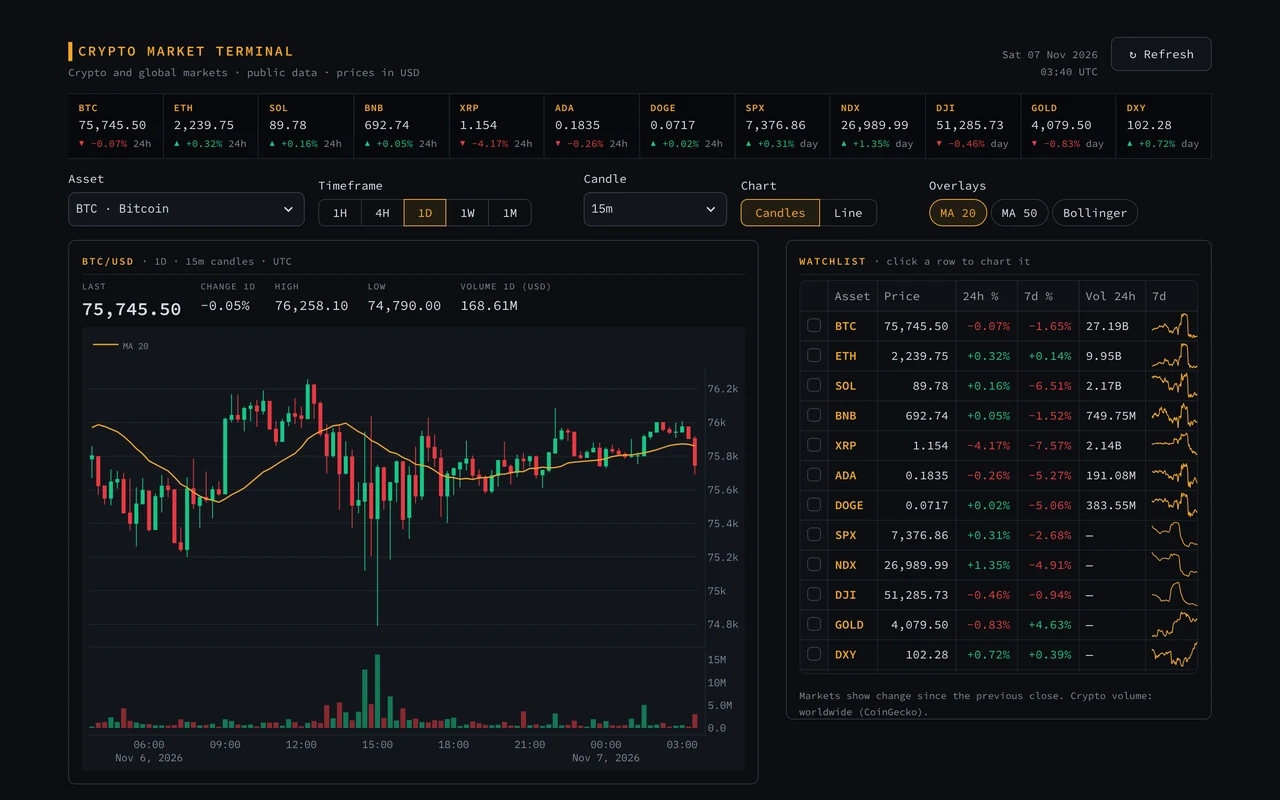 CRYPTO MARKET TERMINAL
Crypto and global markets · public data · prices in USD
Sat 07 Nov 2026
03:40 UTC
↻ Refresh
BTC ETH SOL BNB XRP ADA DOGE SPX NDX DJI GOLD DXY
75,745.50 2,239.75 89.78 692.74 1.154 0.1835 0.0717 7,376.86 26,989.99 51,285.73 4,079.50 102.28
▼ −0.07% 24h ▲ +0.32% 24h ▲ +0.16% 24h ▲ +0.05% 24h ▼ −4.17% 24h ▼ −0.26% 24h ▲ +0.02% 24h ▲ +0.31% day ▲ +1.35% day ▼ −0.46% day ▼ −0.83% day ▲ +0.72% day
Asset Timeframe Candle Chart Overlays
BTC · Bitcoin 1H 4H 1D 1W 1M 15m Candles Line MA 20 MA 50 Bollinger
BTC/USD · 1D · 15m candles · UTC
LAST CHANGE 1D HIGH LOW VOLUME 1D (USD)
75,745.50 −0.05% 76,258.10 74,790.00 168.61M
MA 20
76.2k
76k
75.8k
75.6k
75.4k
75.2k
75k
74.8k
15M
10M
5.0M
0.0
06:00 09:00 12:00 15:00 18:00 21:00 00:00 03:00
Nov 6, 2026 Nov 7, 2026
WATCHLIST · click a row to chart it
Asset Price 24h % 7d % Vol 24h 7d
BTC 75,745.50 −0.07% −1.65% 27.19B
ETH 2,239.75 +0.32% +0.14% 9.95B
SOL 89.78 +0.16% −6.51% 2.17B
BNB 692.74 +0.05% −1.52% 749.75M
XRP 1.154 −4.17% −7.57% 2.14B
ADA 0.1835 −0.26% −5.27% 191.08M
DOGE 0.0717 +0.02% −5.06% 383.55M
SPX 7,376.86 +0.31% −2.68% —
NDX 26,989.99 +1.35% −4.91% —
DJI 51,285.73 −0.46% −0.94% —
GOLD 4,079.50 −0.83% +4.63% —
DXY 102.28 +0.72% +0.39% —
Markets show change since the previous close. Crypto volume:
worldwide (CoinGecko).